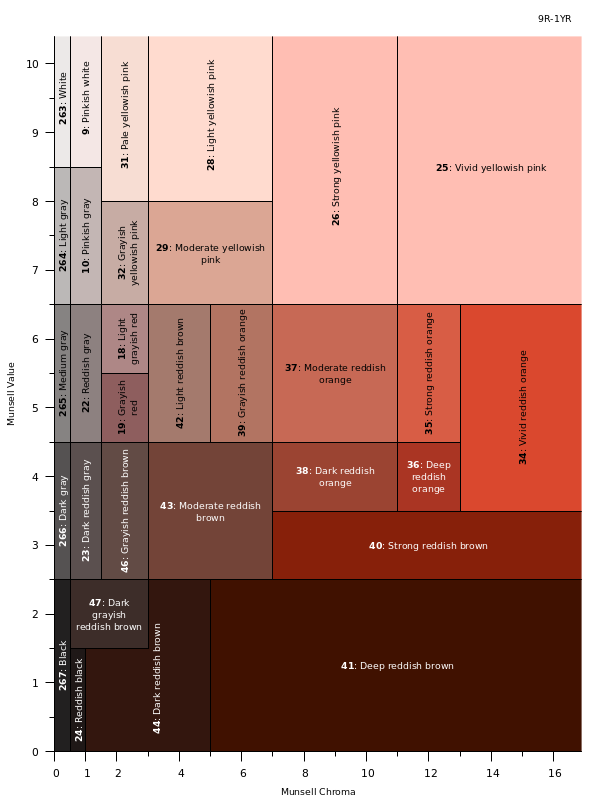 9R-1YR
10
9
8
7
6
5
4
3
2
1
0
Munsell Value
263: White
9: Pinkish white
31: Pale yellowish pink
28: Light yellowish pink
26: Strong yellowish pink
25: Vivid yellowish pink
264: Light gray
10: Pinkish gray
32: Grayish
yellowish pink
29: Moderate yellowish
pink
265: Medium gray
22: Reddish gray
18: Light
grayish red
19: Grayish
red
42: Light reddish brown
39: Grayish reddish orange
37: Moderate reddish
orange
35: Strong reddish orange
34: Vivid reddish orange
266: Dark gray
23: Dark reddish gray
46: Grayish reddish brown
43: Moderate reddish
brown
38: Dark reddish
orange
36: Deep
reddish
orange
40: Strong reddish brown
267: Black
24: Reddish black
47: Dark
grayish
reddish brown
44: Dark reddish brown
41: Deep reddish brown
0 1 2 4 6 8 10 12 14 16
Munsell Chroma